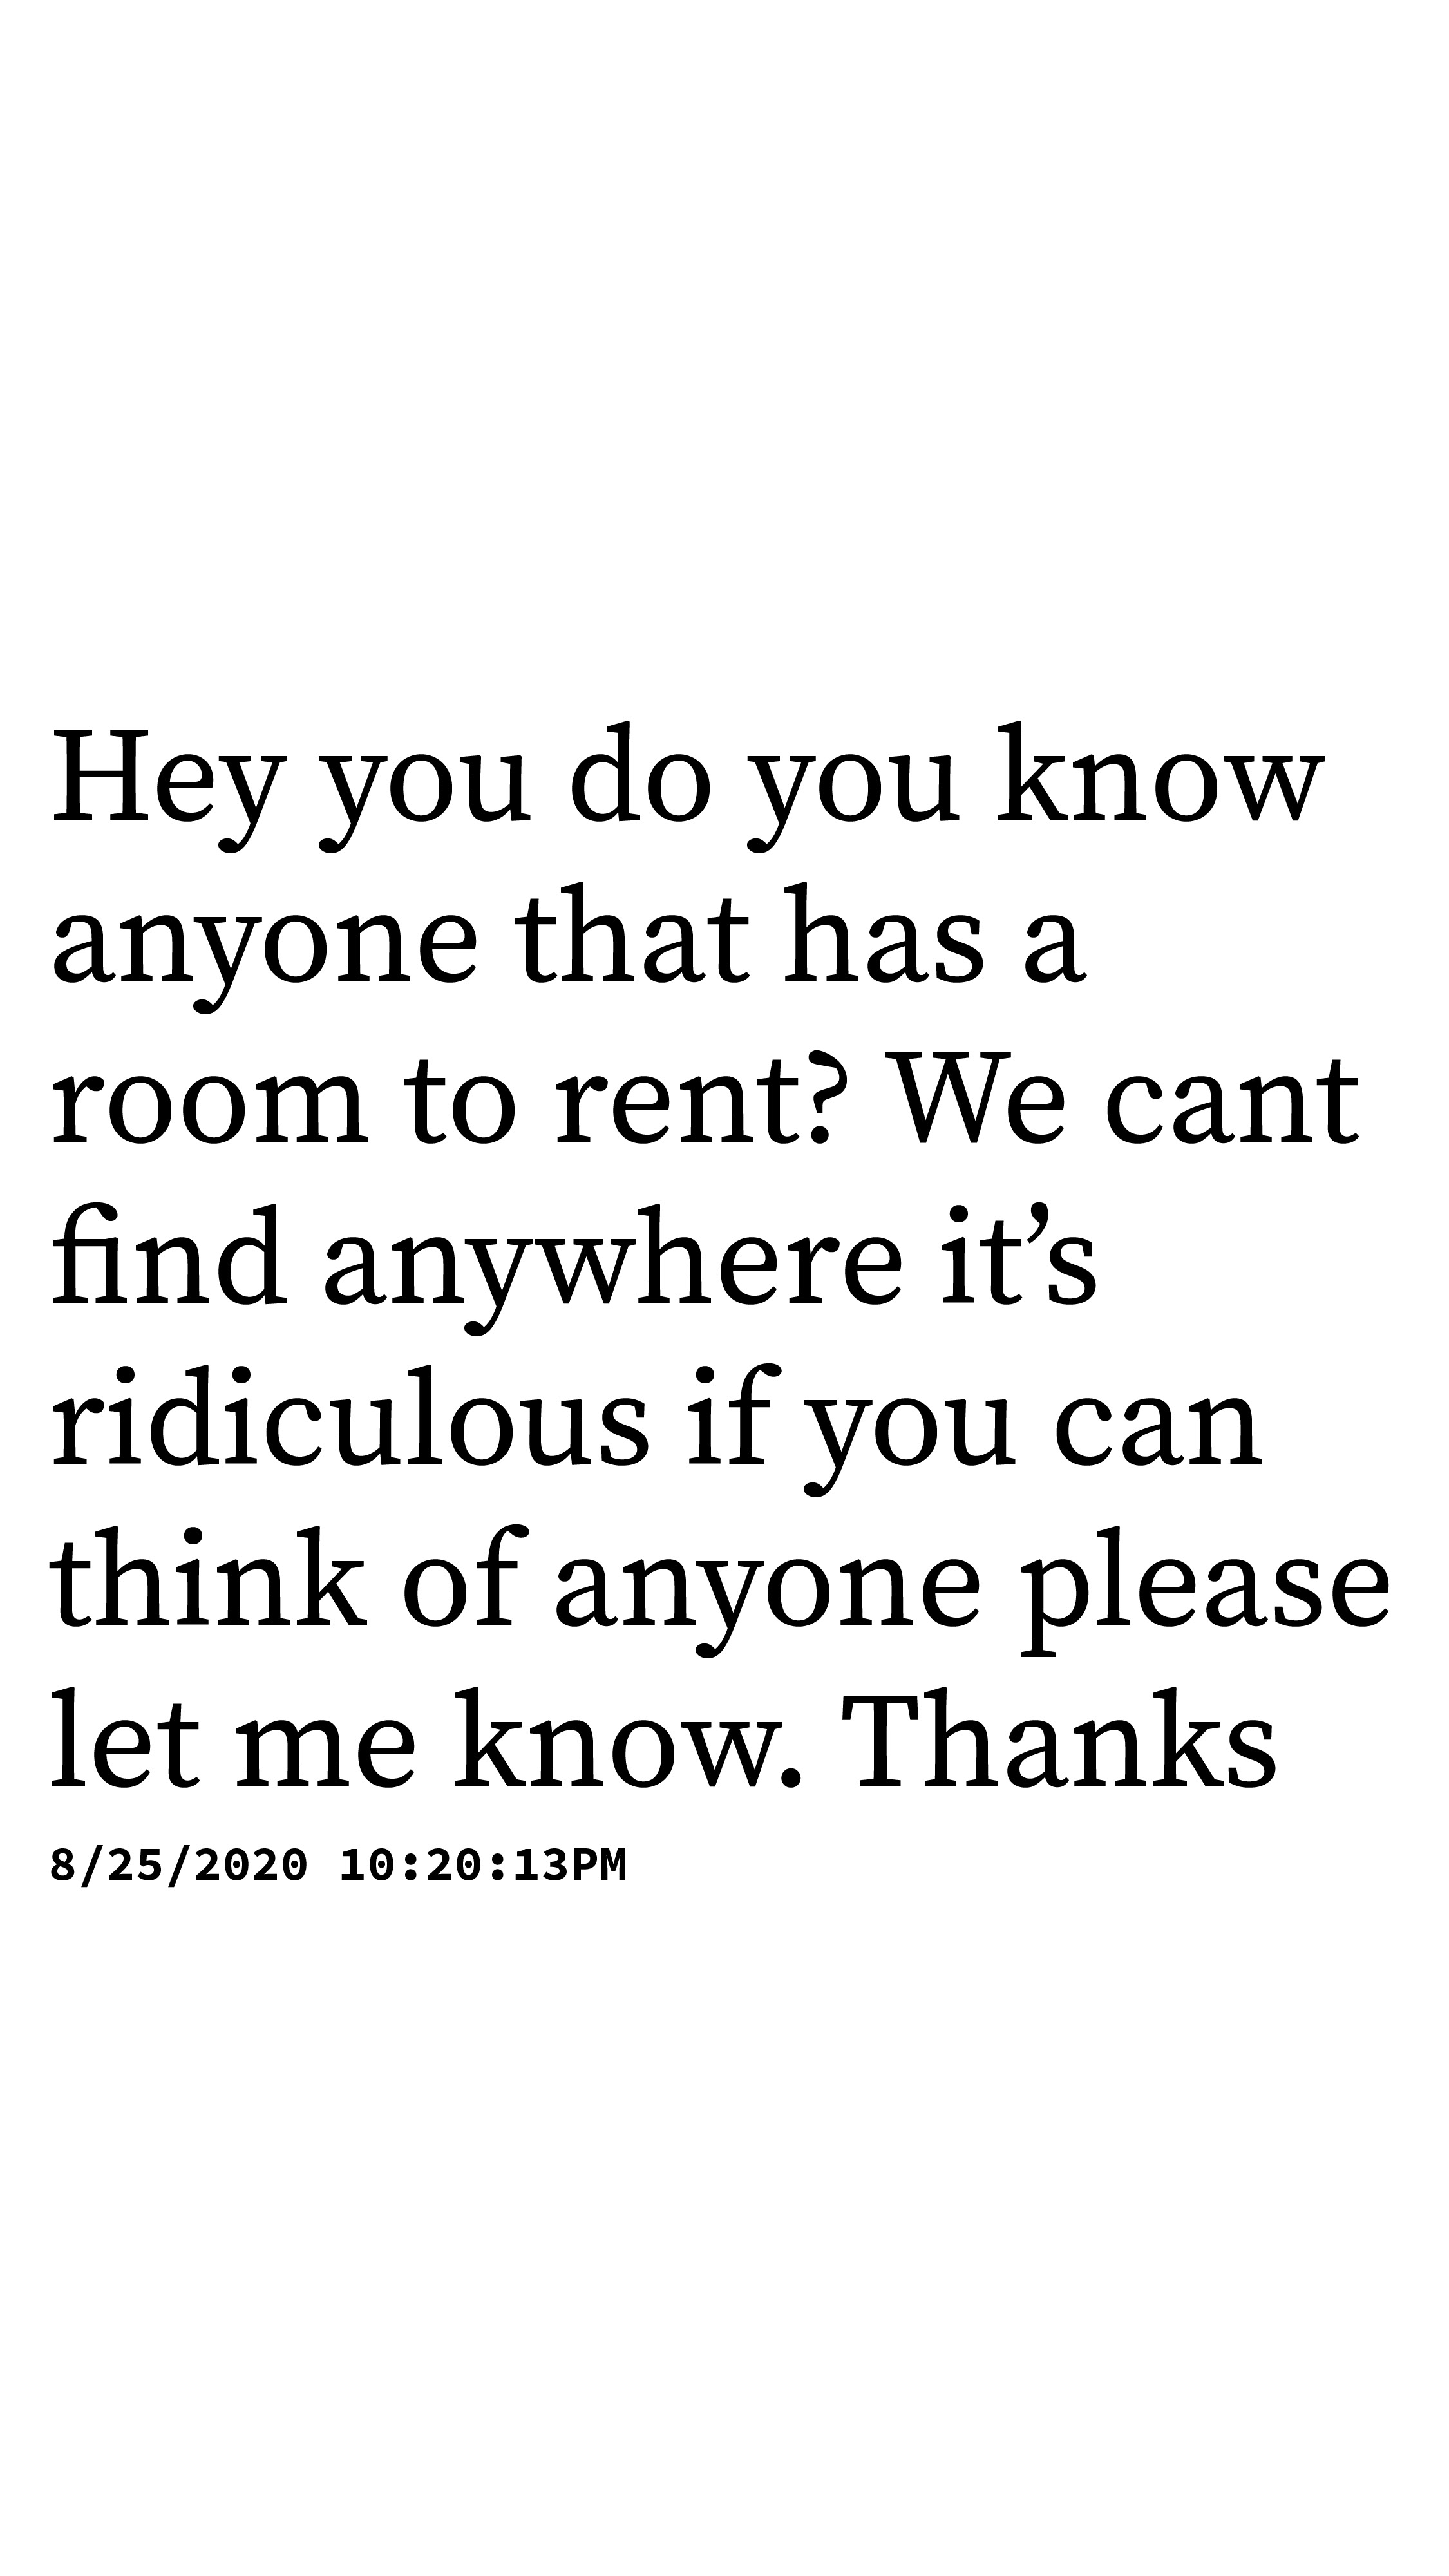 Hey you do you know
anyone that has a
room to rent? We cant
find anywhere it’s
ridiculous if you can
think of anyone please
let me know. Thanks
8/25/2020 10:20:13PM